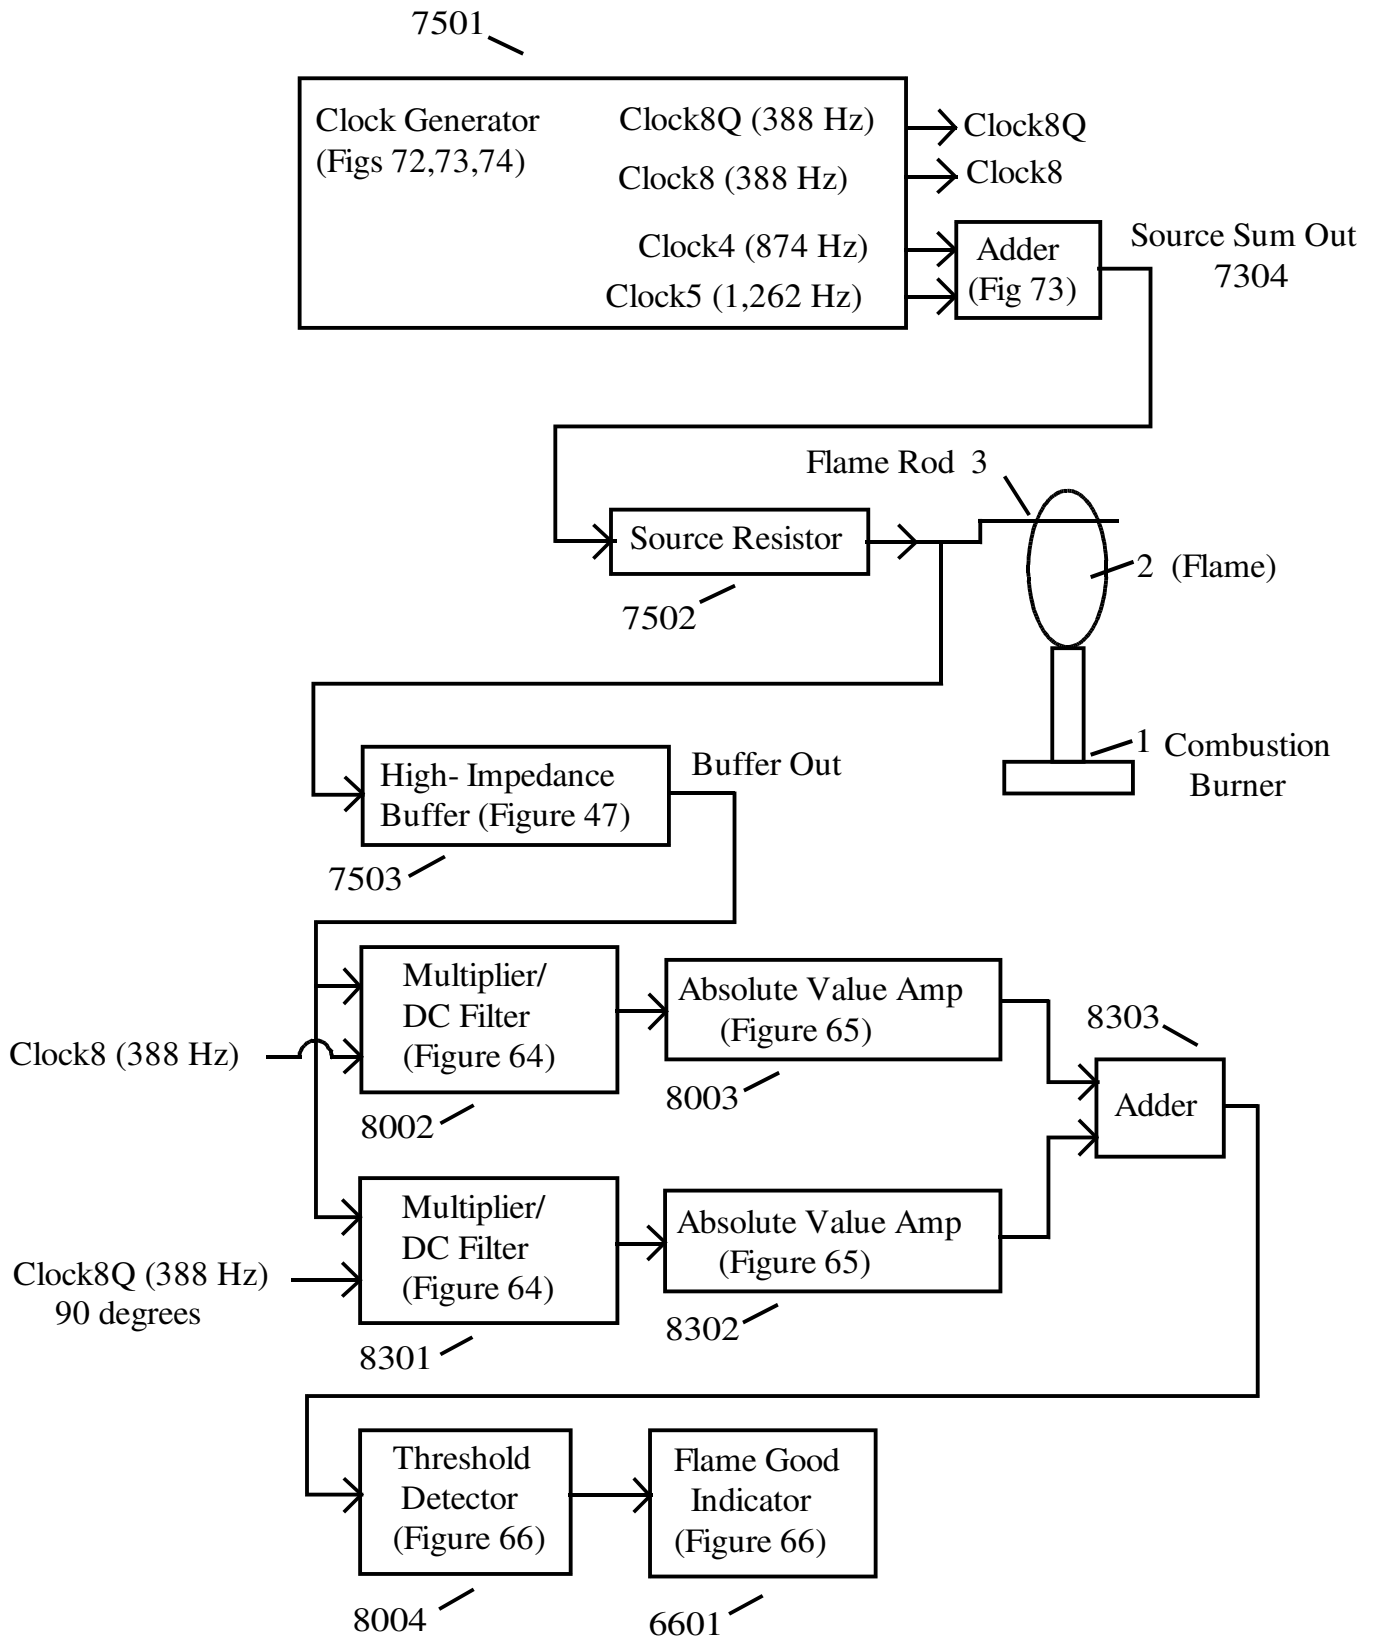 7501
Clock Generator
(Figs 72,73,74)
Clock8Q (388 Hz)
Clock8 (388 Hz)
Clock4 (874 Hz)
Clock5 (1,262 Hz)
Clock8Q
Clock8
Adder
(Fig 73)
Source Sum Out
7304
Flame Rod 3
Source Resistor
7502
2 (Flame)
1 Combustion
Burner
High- Impedance
Buffer (Figure 47)
7503
Buffer Out
Multiplier/
DC Filter
(Figure 64)
Clock8 (388 Hz)
8002
Absolute Value Amp
(Figure 65)
8003
8303
Adder
Multiplier/
DC Filter
(Figure 64)
Clock8Q (388 Hz)
90 degrees
8301
Absolute Value Amp
(Figure 65)
8302
Threshold
Detector
(Figure 66)
8004
Flame Good
Indicator
(Figure 66)
6601